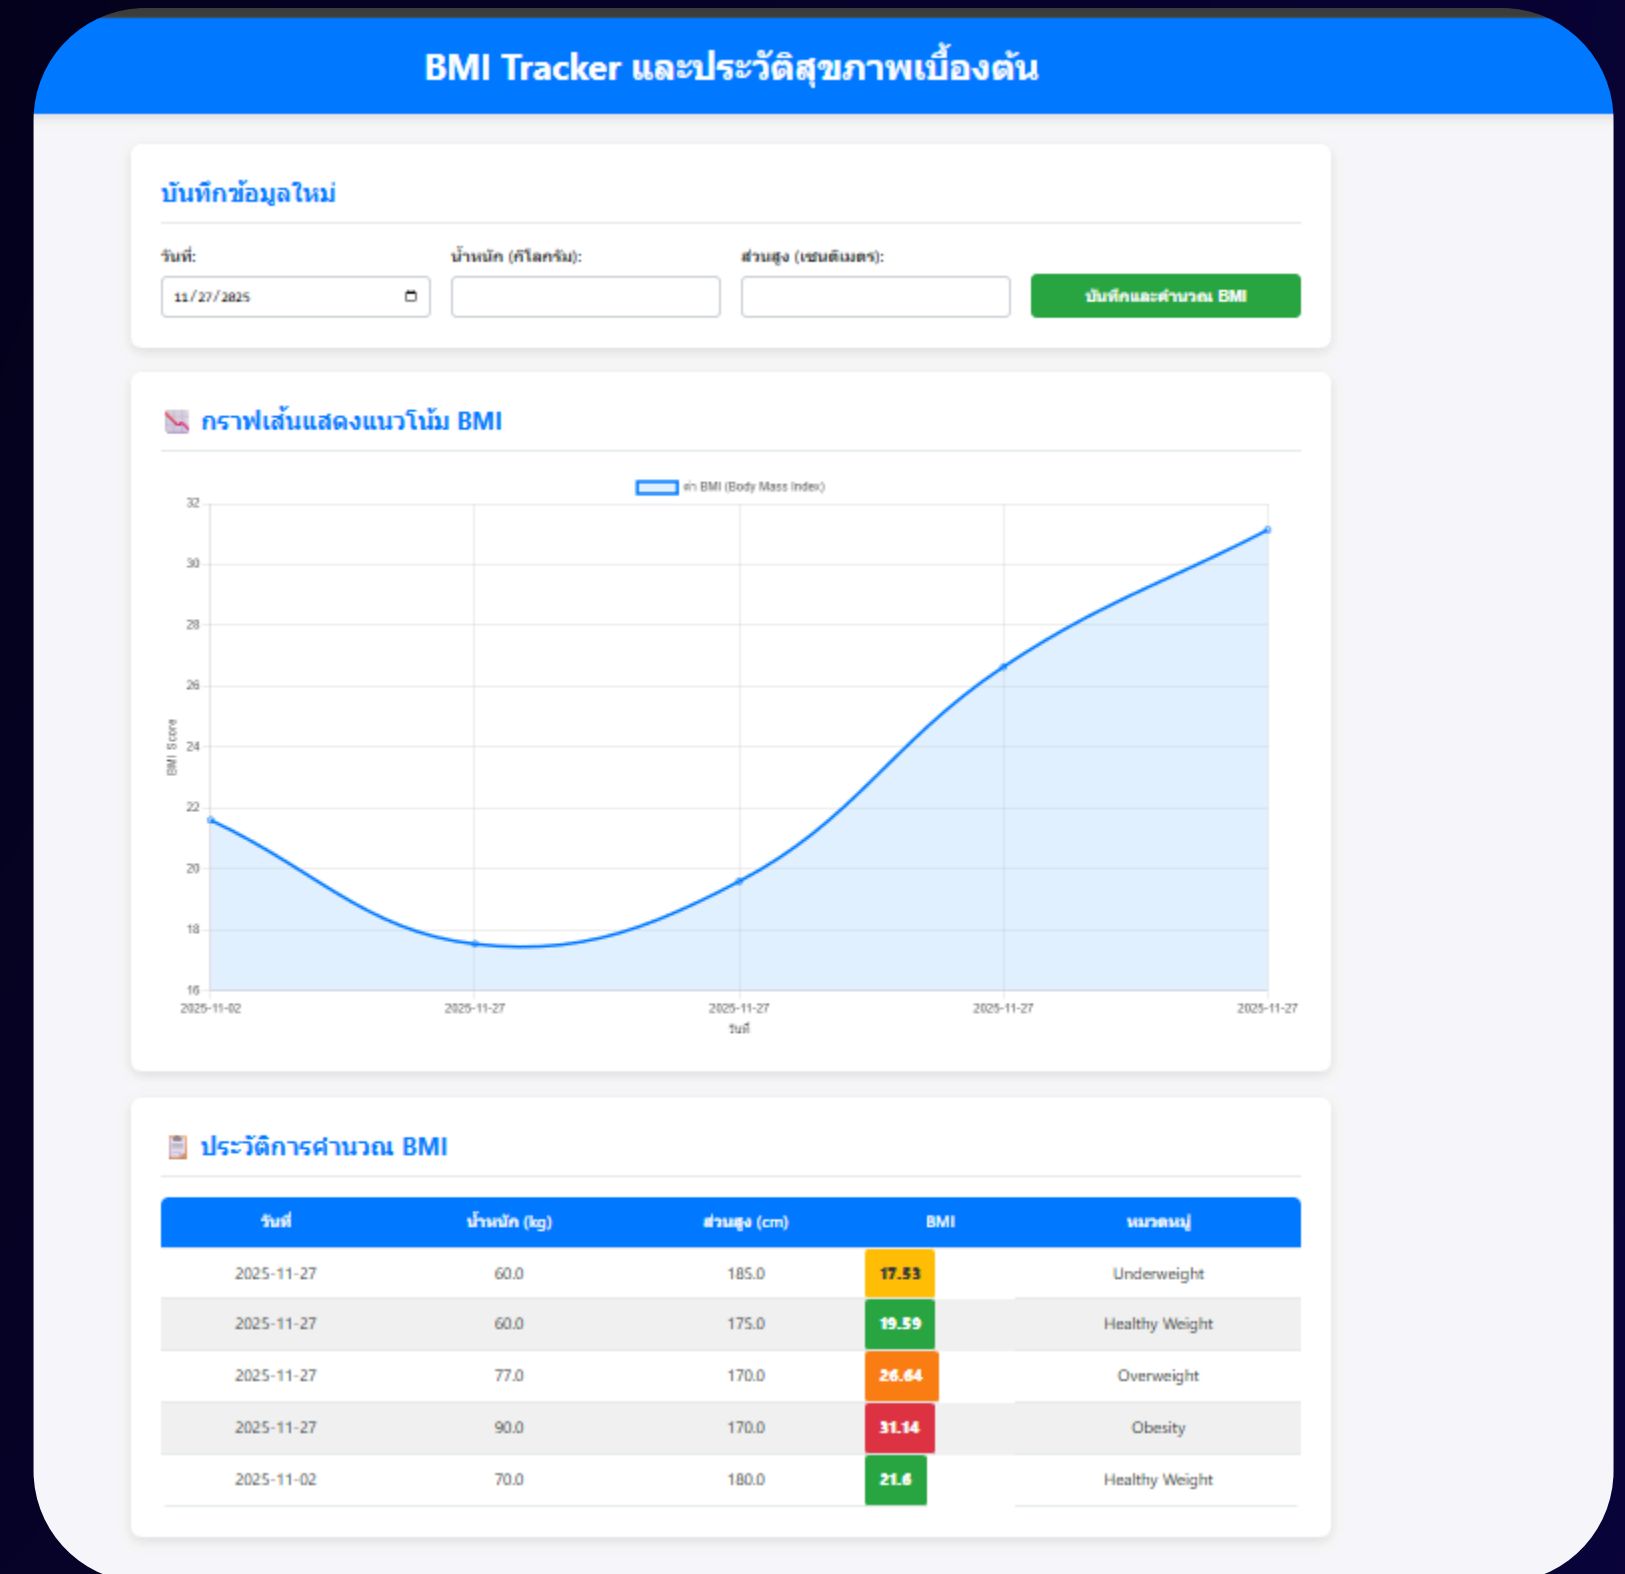 BMI Tracker และประวัติสุขภาพเบื้องต้น
บันทึกข้อมูลใหม่
วันที่: น้ำหนัก (กิโลกรัม): ส่วนสูง (เซนติเมตร):
11/27/2025 บันทึกและคำนวณ BMI
กราฟเส้นแสดงแนวโน้ม BMI
ค่า BMI (Body Mass Index)
32
30
28
26
24
22
20
18
16
BMI Score
2025-11-02 2025-11-27 2025-11-27 2025-11-27 2025-11-27
วันที่
ประวัติการคำนวณ BMI
วันที่ น้ำหนัก (kg) ส่วนสูง (cm) BMI หมวดหมู่
2025-11-27 60.0 185.0 17.53 Underweight
2025-11-27 60.0 175.0 19.59 Healthy Weight
2025-11-27 77.0 170.0 26.64 Overweight
2025-11-27 90.0 170.0 31.14 Obesity
2025-11-02 70.0 180.0 21.6 Healthy Weight